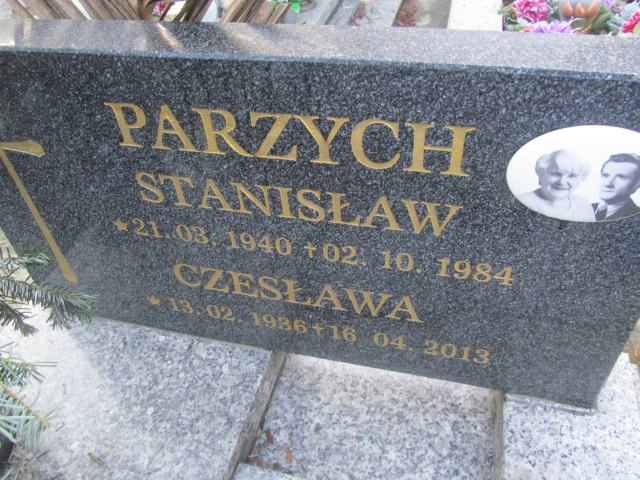 PARZYCH
STANISŁAW
★21. 03. 1940 +02. 10. 1984
CZESŁAWA
★13. 02. 1936+16 04. 2013